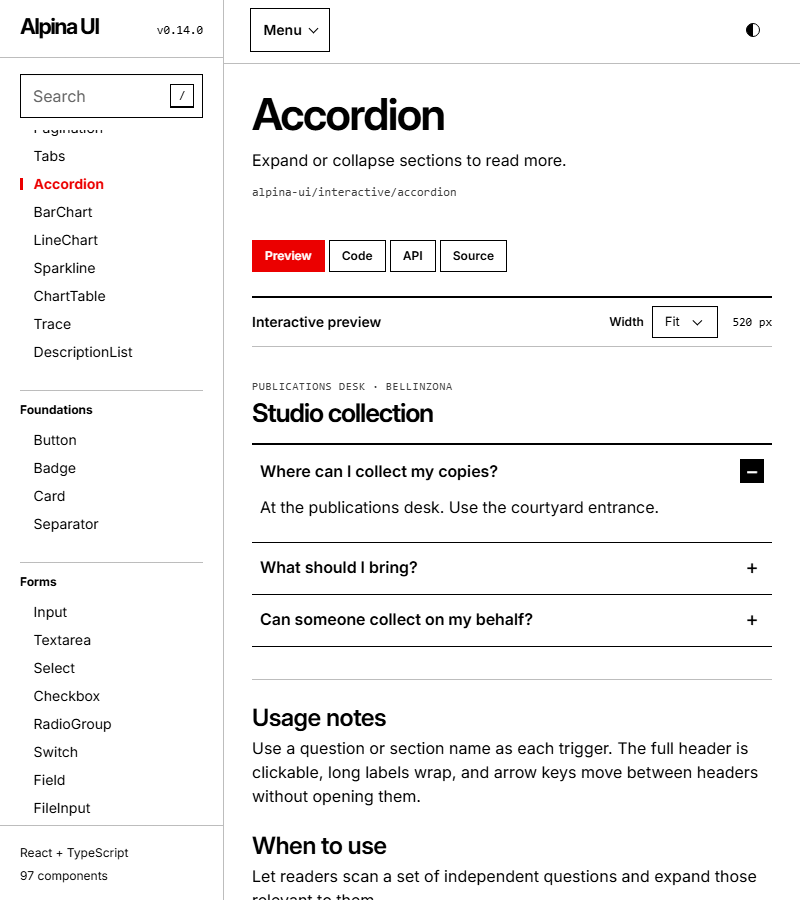 Alpina UI
v0.14.0
Menu
Search
/
Pagination
Tabs
Accordion
BarChart
LineChart
Sparkline
ChartTable
Trace
DescriptionList
Foundations
Button
Badge
Card
Separator
Forms
Input
Textarea
Select
Checkbox
RadioGroup
Switch
Field
FileInput
React + TypeScript
97 components
Accordion
Expand or collapse sections to read more.
alpina-ui/interactive/accordion
Preview
Code
API
Source
Interactive preview
Width
Fit
520 px
PUBLICATIONS DESK · BELLINZONA
Studio collection
Where can I collect my copies?
At the publications desk. Use the courtyard entrance.
What should I bring?
+
Can someone collect on my behalf?
+
Usage notes
Use a question or section name as each trigger. The full header is
clickable, long labels wrap, and arrow keys move between headers
without opening them.
When to use
Let readers scan a set of independent questions and expand those
relevant to them.